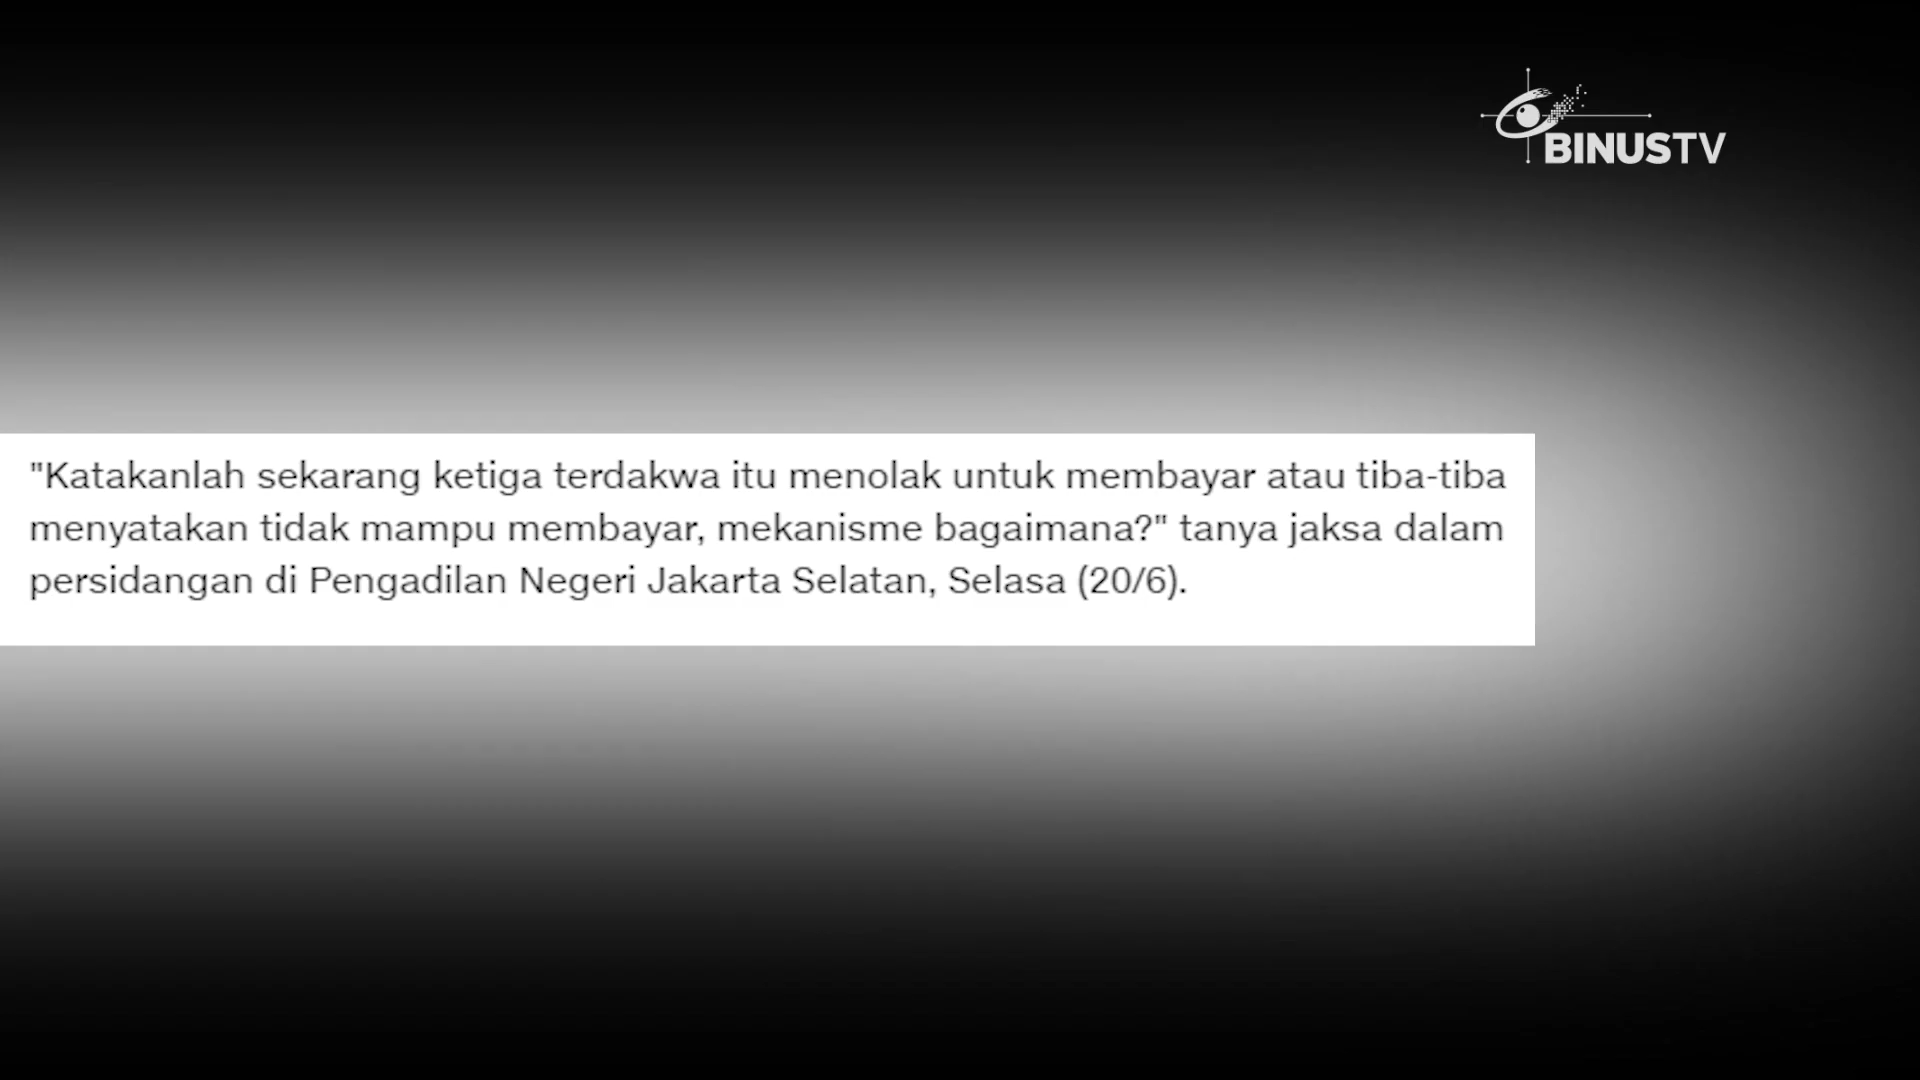 BINUSTV
"Katakanlah sekarang ketiga terdakwa itu menolak untuk membayar atau tiba-tiba
menyatakan tidak mampu membayar, mekanisme bagaimana?" tanya jaksa dalam
persidangan di Pengadilan Negeri Jakarta Selatan, Selasa (20/6).